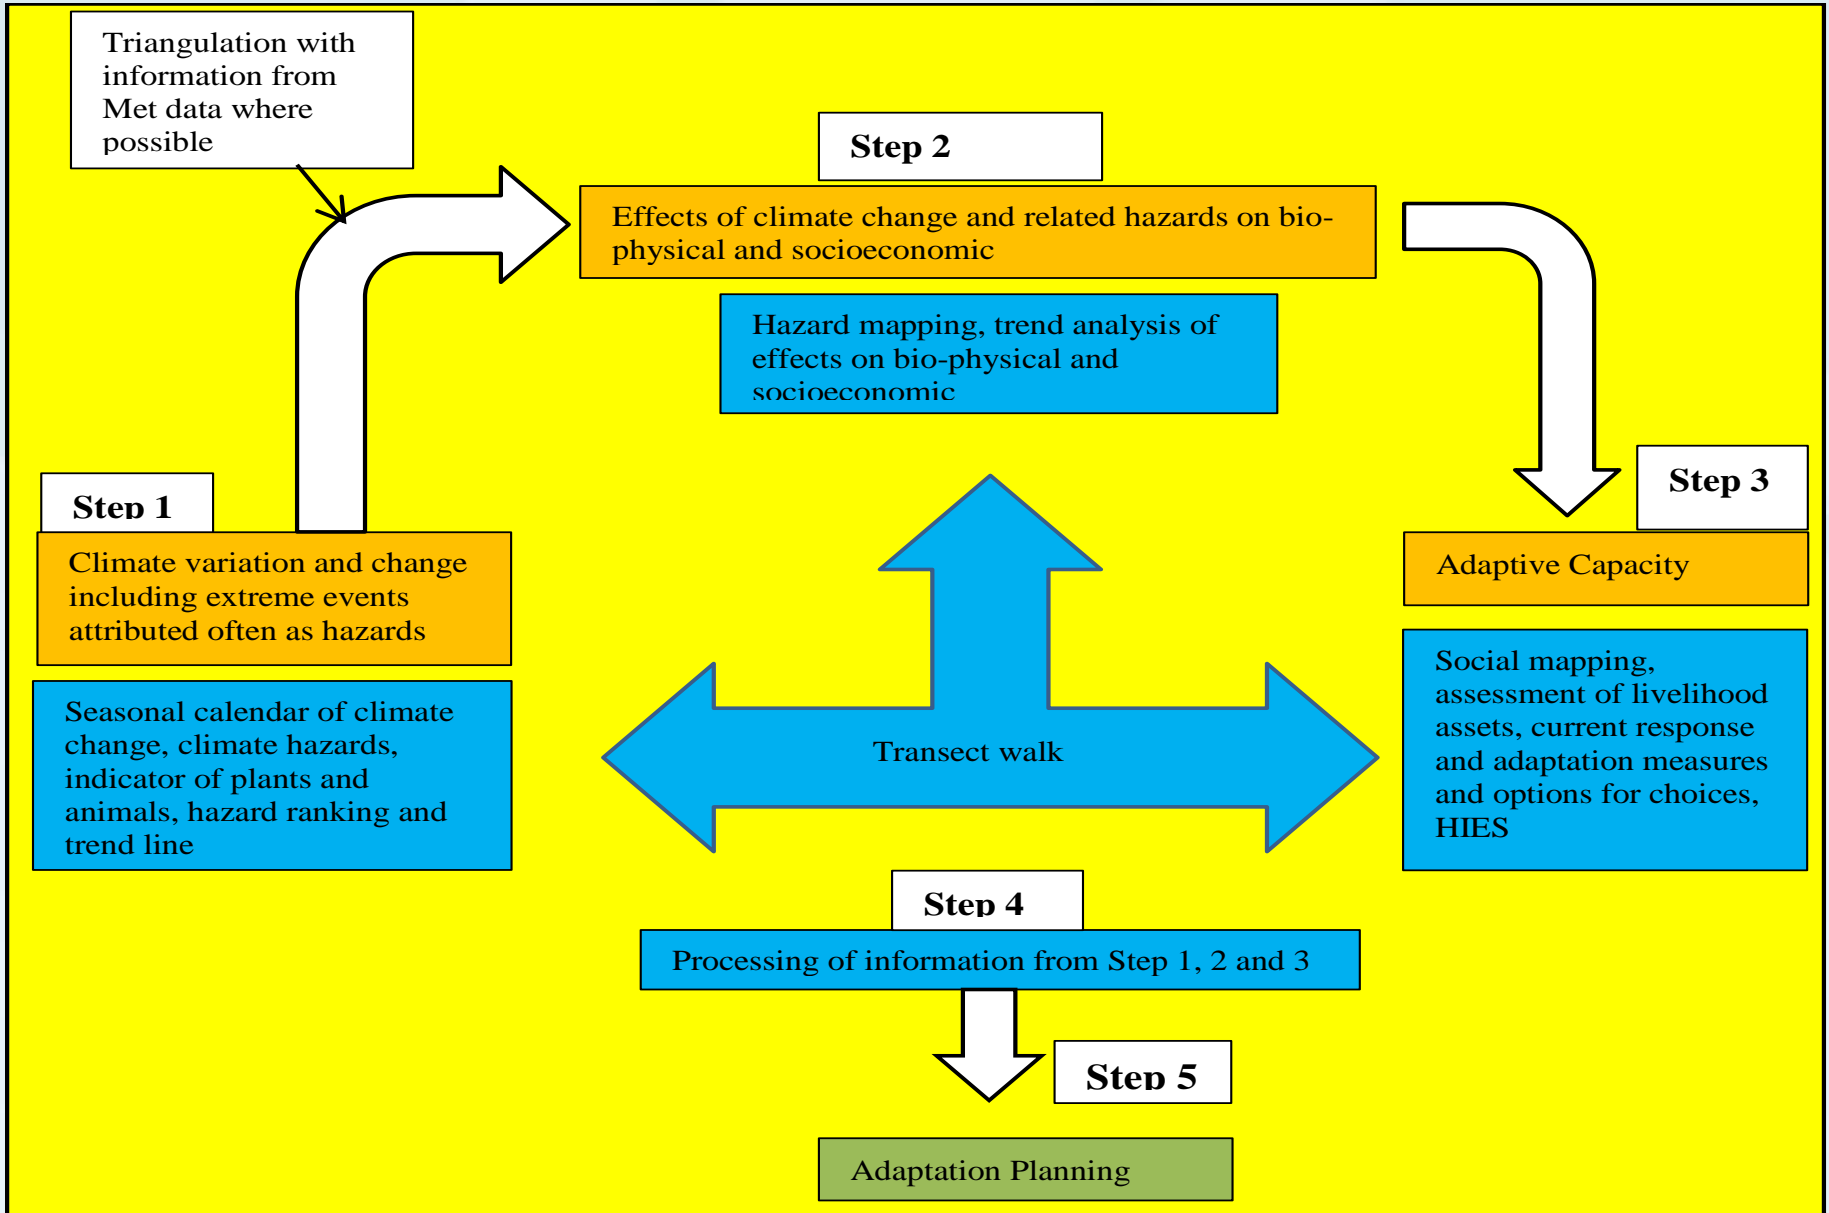 Triangulation with
information from
Met data where
possible
Step 2
Effects of climate change and related hazards on bio-
physical and socioeconomic
Hazard mapping, trend analysis of
effects on bio-physical and
socioeconomic
Step 1
Climate variation and change
including extreme events
attributed often as hazards
Seasonal calendar of climate
change, climate hazards,
indicator of plants and
animals, hazard ranking and
trend line
Transect walk
Step 3
Adaptive Capacity
Social mapping,
assessment of livelihood
assets, current response
and adaptation measures
and options for choices,
HIES
Step 4
Processing of information from Step 1, 2 and 3
Step 5
Adaptation Planning